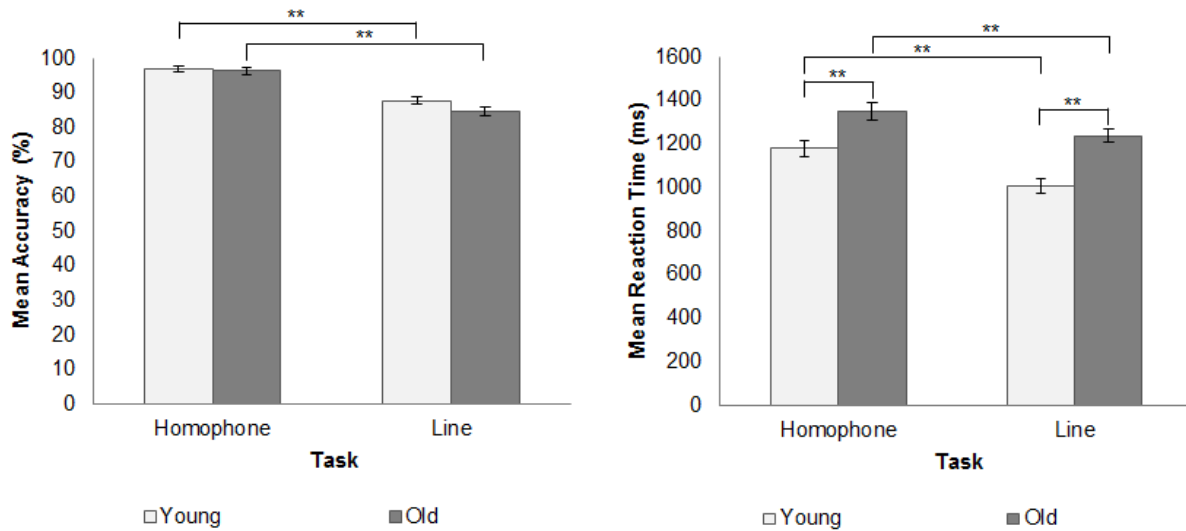 **
**
100
90
80
70
60
50
40
30
20
10
0
Mean Accuracy (%)
Homophone
Line
Task
Young
Old
**
**
**
**
1600
1400
1200
1000
800
600
400
200
0
Mean Reaction Time (ms)
Homophone
Line
Task
Young
Old